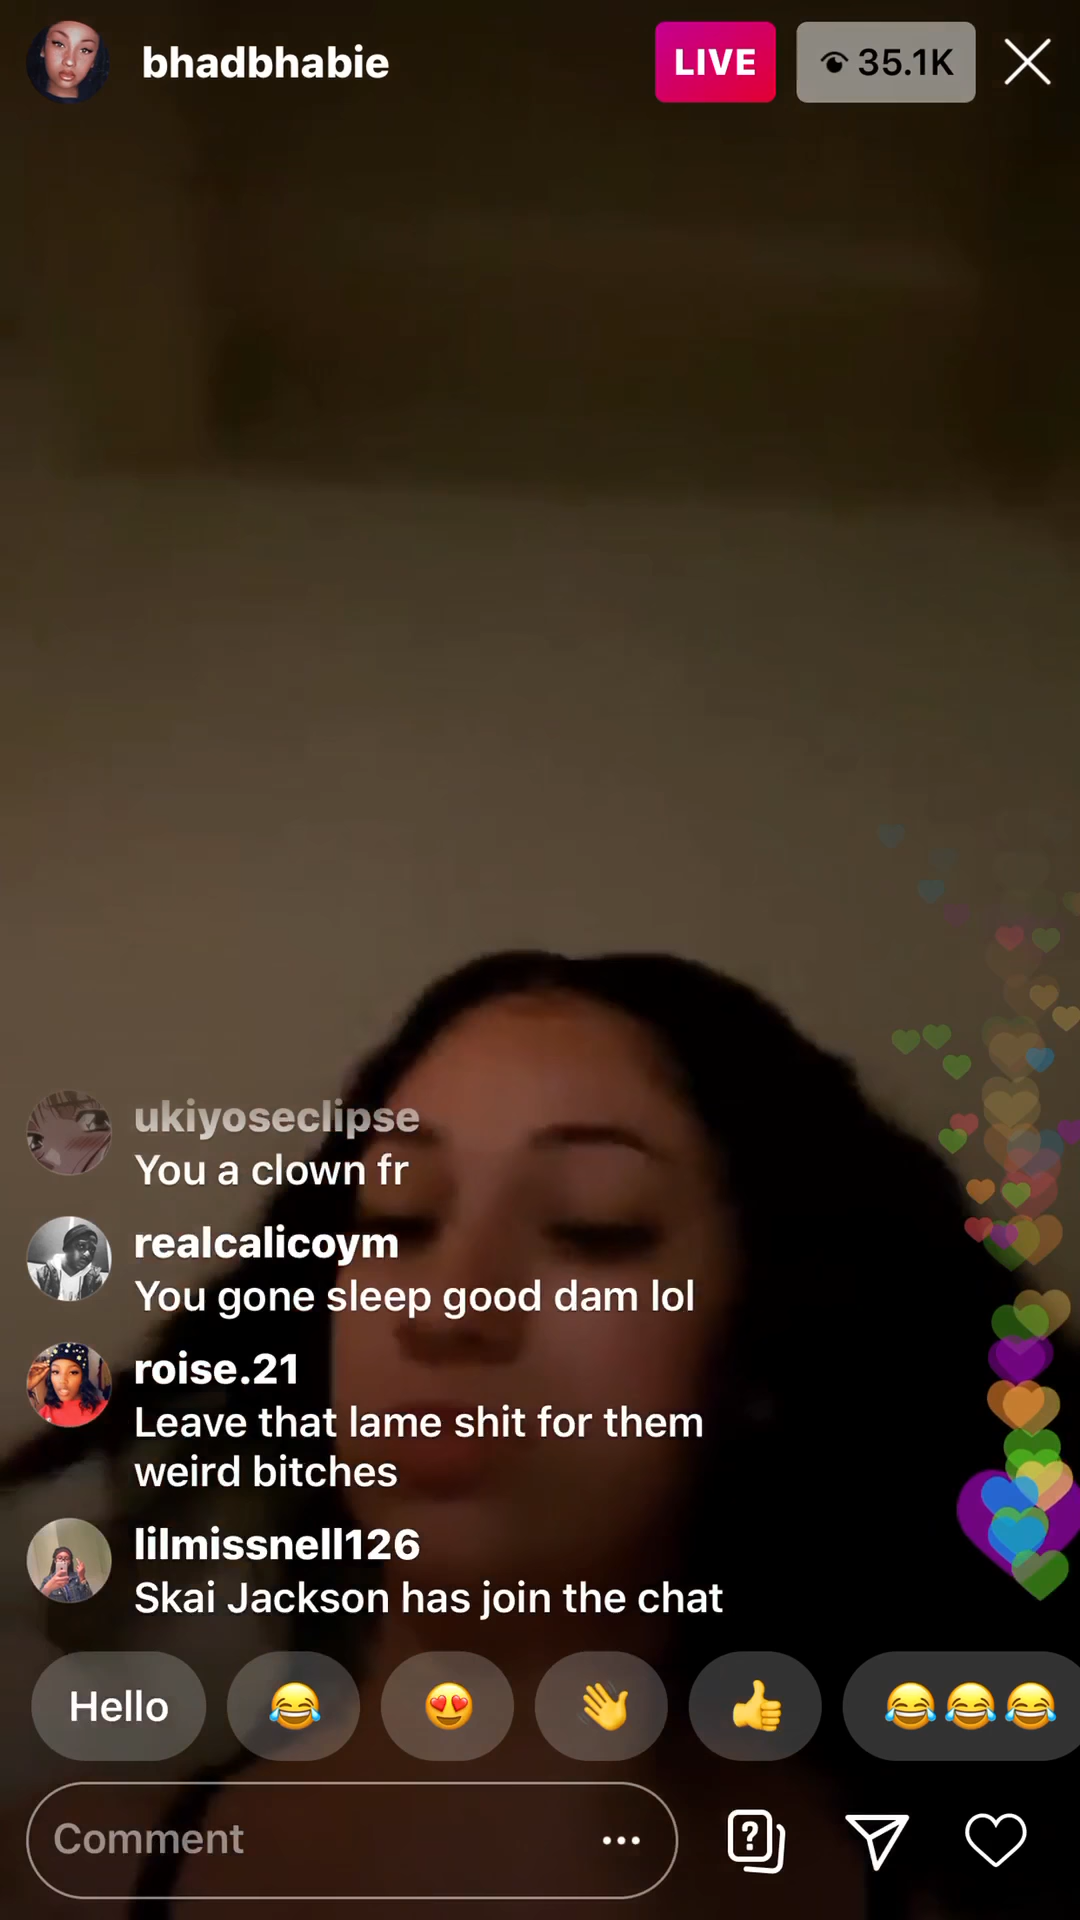 bhadbhabie
LIVE
35.1K
ukiyoseclipse
You a clown fr
realcalicoym
You gone sleep good dam lol
roise.21
Leave that lame shit for them
weird bitches
lilmissnell126
Skai Jackson has join the chat
Hello 😂 😍 👋 👍 😂😂😂
Comment
?